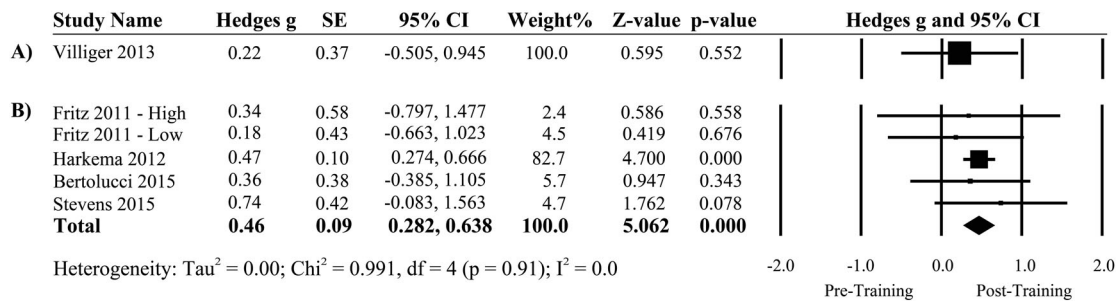 Study Name Hedges g SE 95% CI Weight% Z-value p-value Hedges g and 95% CI
A) Villiger 2013 0.22 0.37 -0.505, 0.945 100.0 0.595 0.552
B) Fritz 2011 - High 0.34 0.58 -0.797, 1.477 2.4 0.586 0.558
Fritz 2011 - Low 0.18 0.43 -0.663, 1.023 4.5 0.419 0.676
Harkema 2012 0.47 0.10 0.274, 0.666 82.7 4.700 0.000
Bertolucci 2015 0.36 0.38 -0.385, 1.105 5.7 0.947 0.343
Stevens 2015 0.74 0.42 -0.083, 1.563 4.7 1.762 0.078
Total 0.46 0.09 0.282, 0.638 100.0 5.062 0.000
Heterogeneity: Tau² = 0.00; Chi² = 0.991, df = 4 (p = 0.91); I² = 0.0
-2.0 -1.0 0.0 1.0 2.0
Pre-Training Post-Training